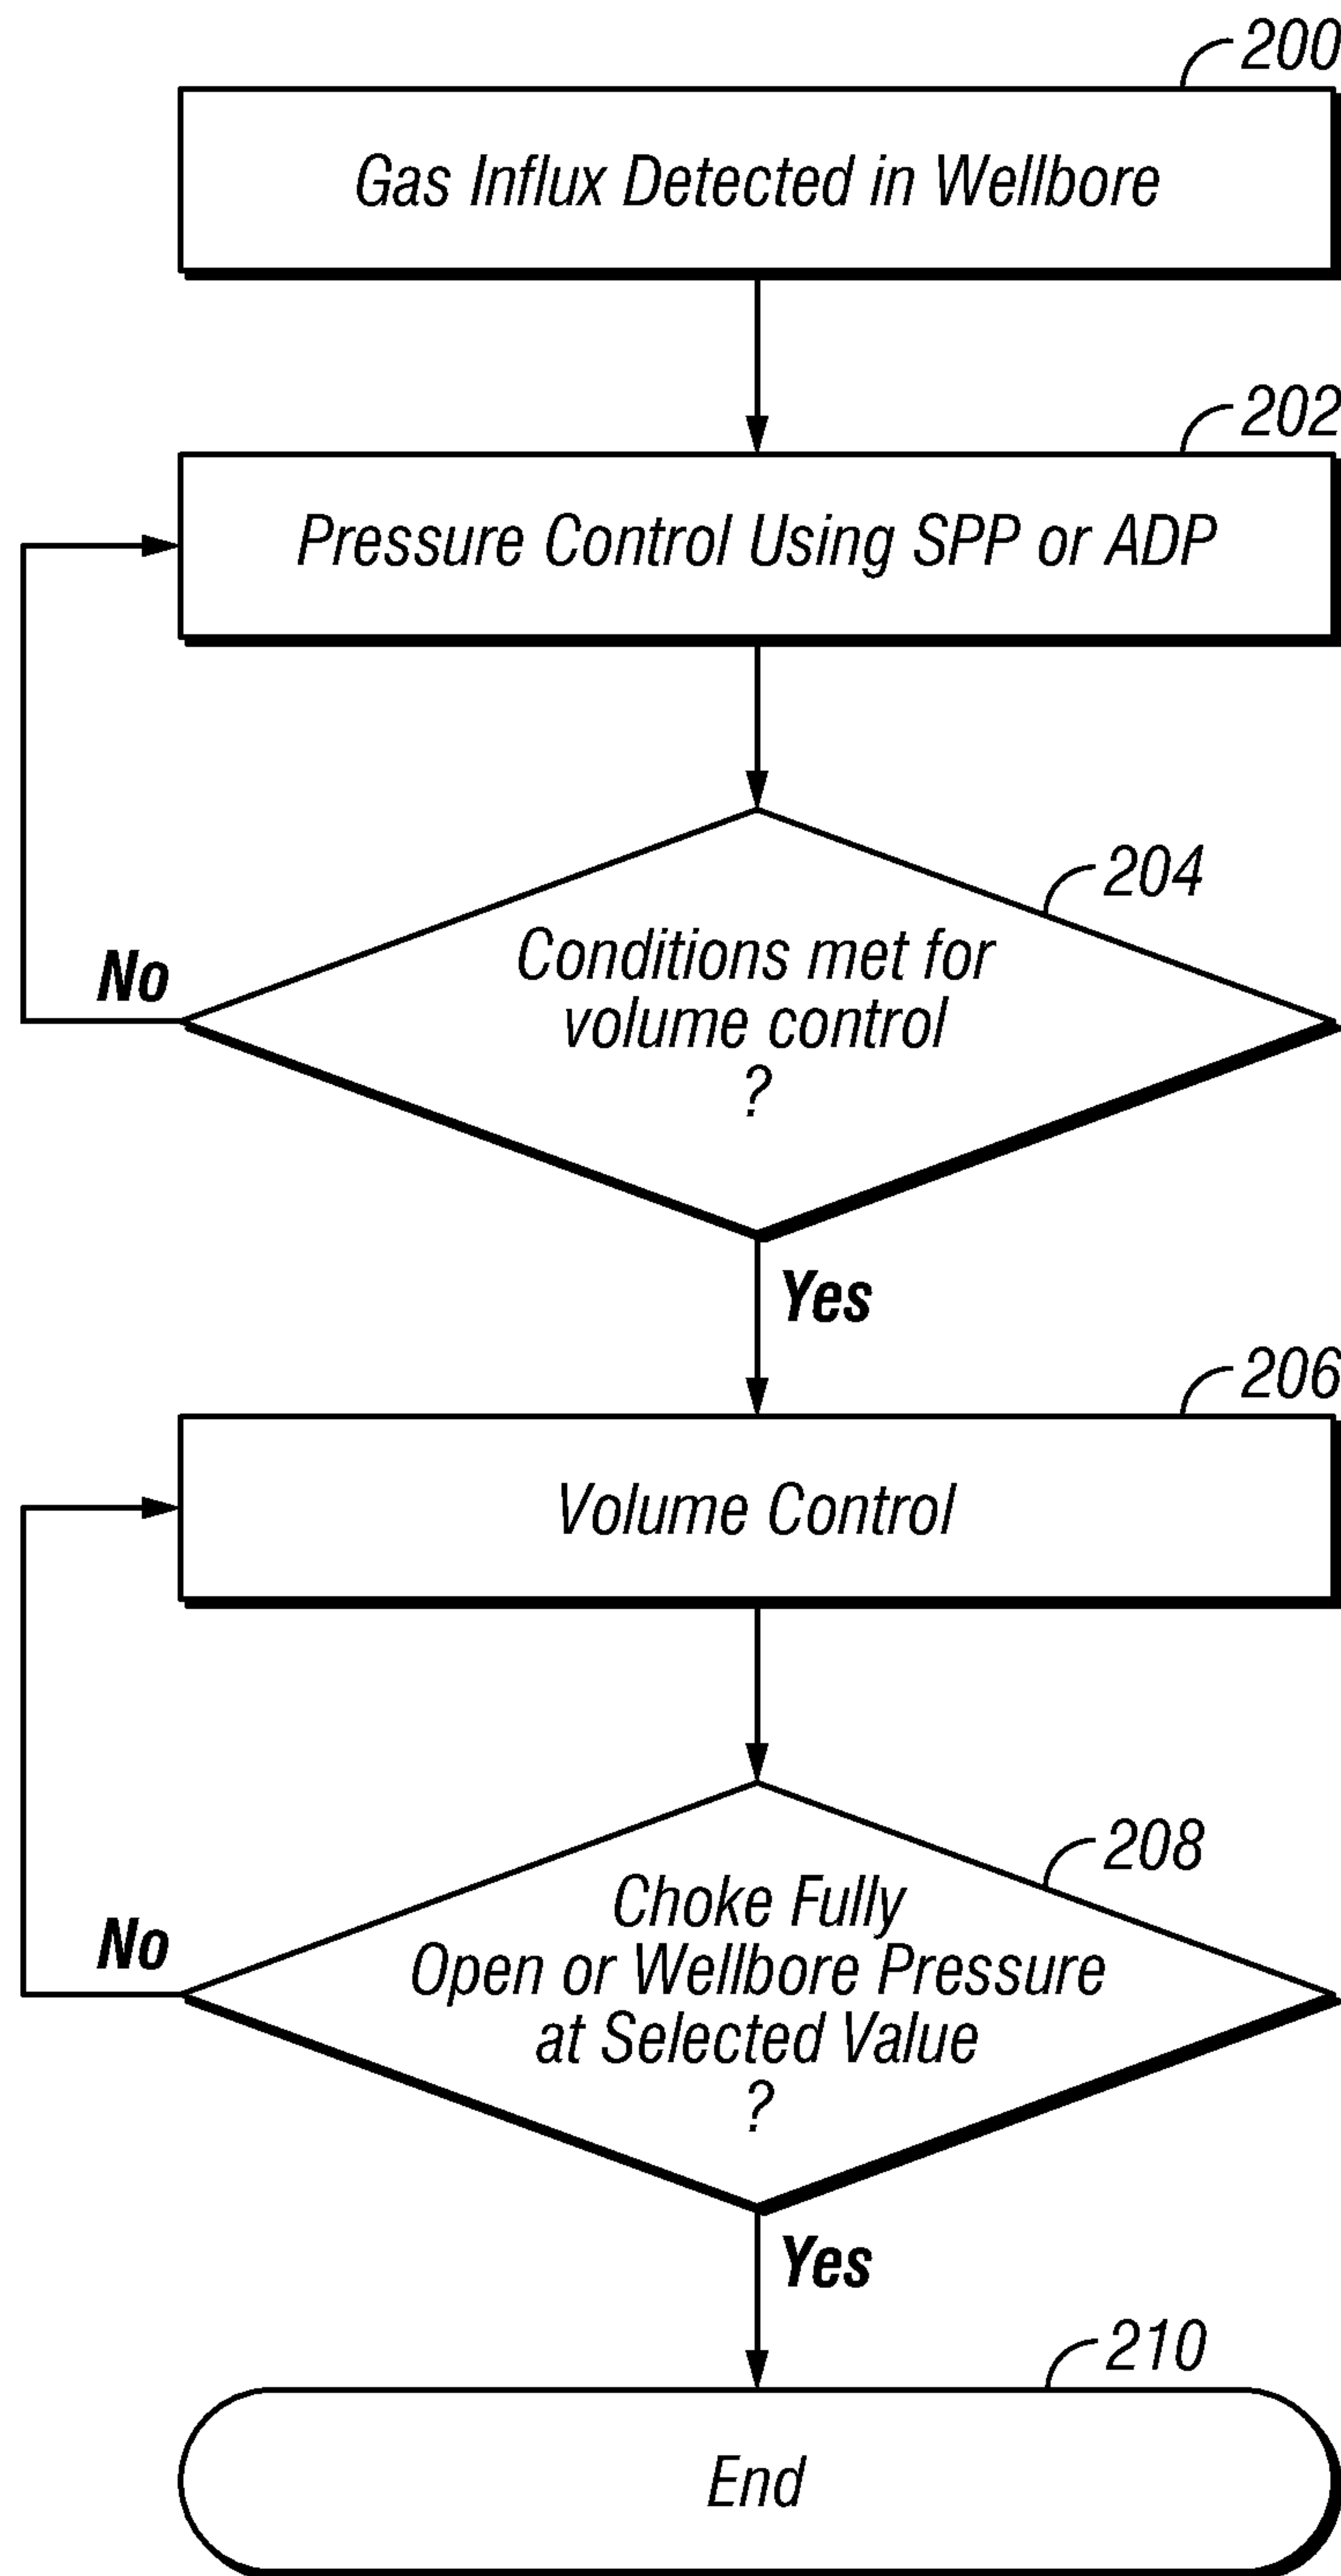 200
Gas Influx Detected in Wellbore
202
Pressure Control Using SPP or ADP
204
Conditions met for
volume control
?
No
Yes
206
Volume Control
208
Choke Fully
Open or Wellbore Pressure
at Selected Value
?
No
Yes
210
End